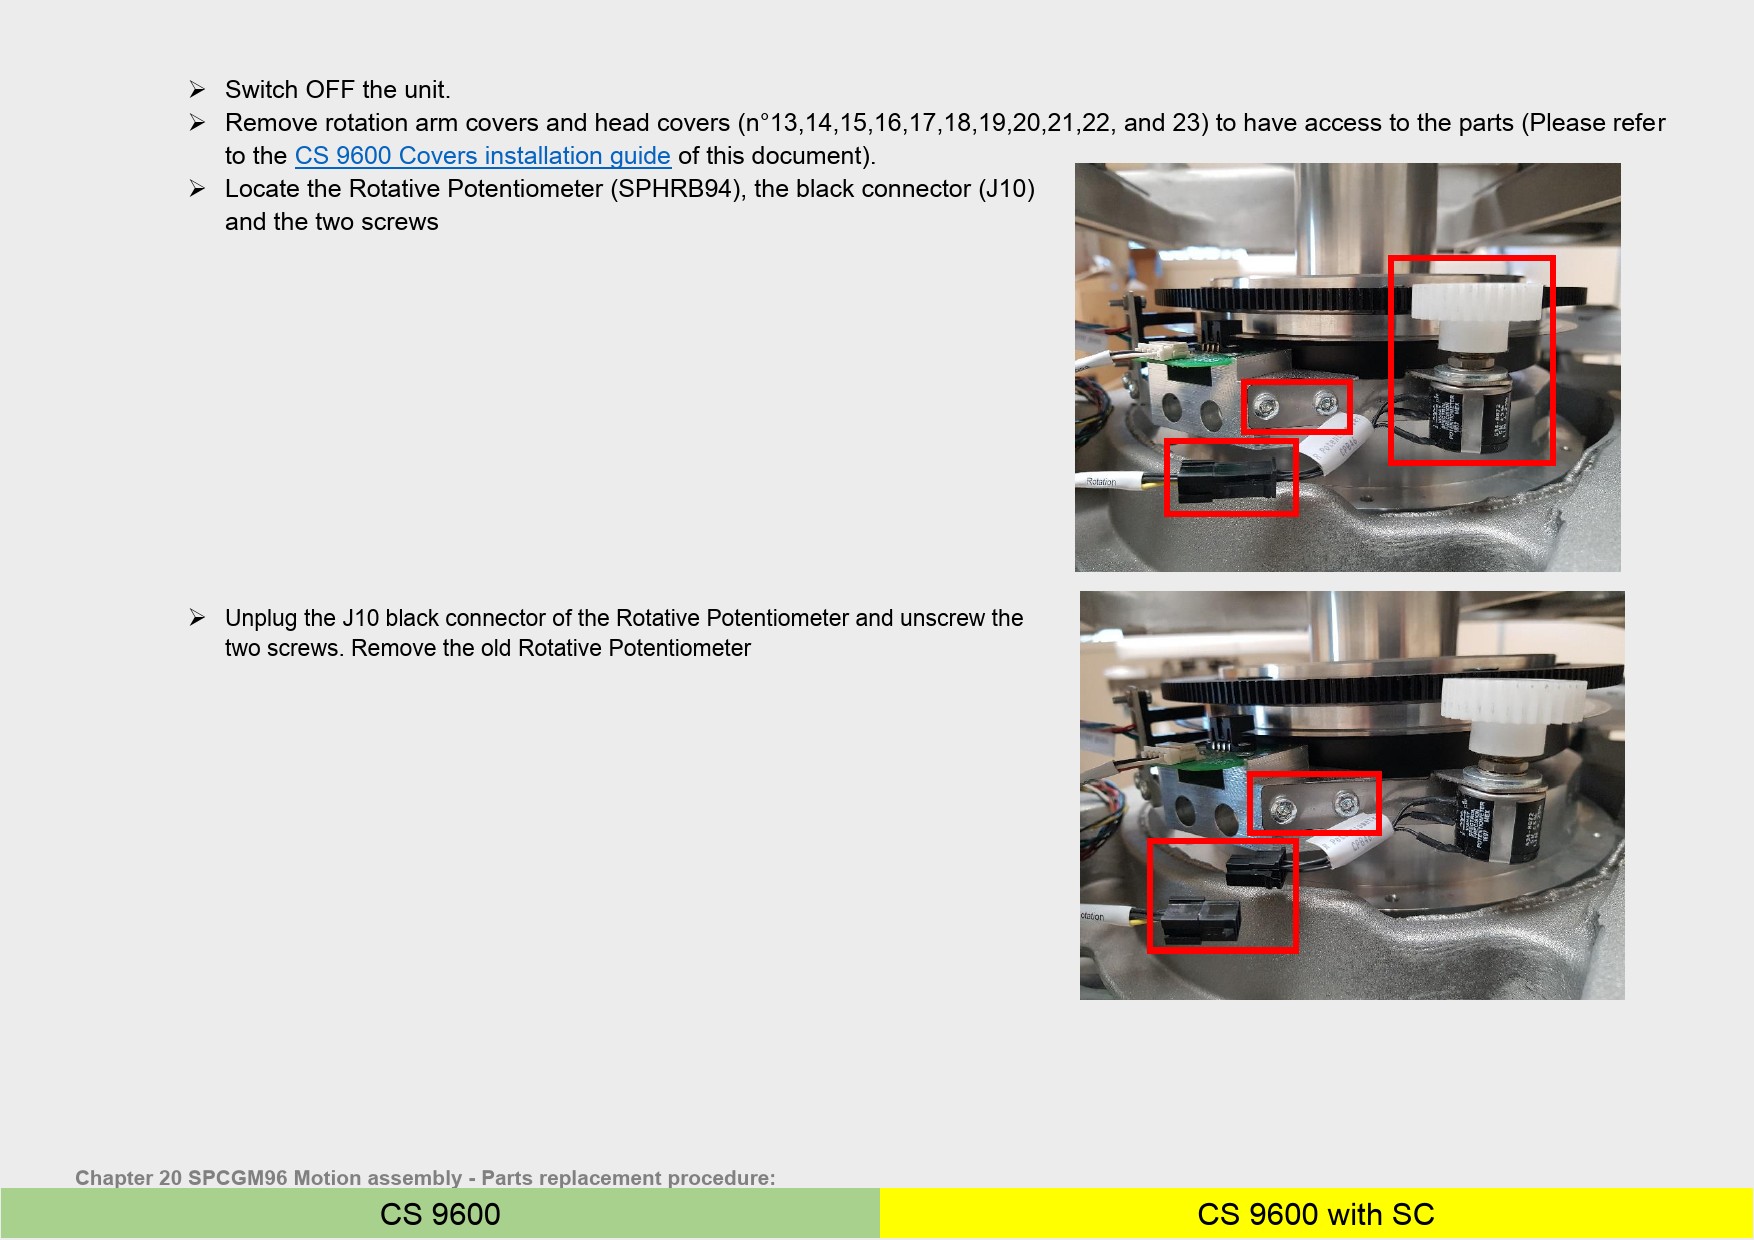 ➢ Switch OFF the unit.
➢ Remove rotation arm covers and head covers (n°13,14,15,16,17,18,19,20,21,22, and 23) to have access to the parts (Please refer
to the CS 9600 Covers installation guide of this document).
➢ Locate the Rotative Potentiometer (SPHRB94), the black connector (J10)
and the two screws
Rotation
POTENTIOMETER
➢ Unplug the J10 black connector of the Rotative Potentiometer and unscrew the
two screws. Remove the old Rotative Potentiometer
otation
POTENTIOMETER
Chapter 20 SPCGM96 Motion assembly - Parts replacement procedure:
CS 9600
CS 9600 with SC